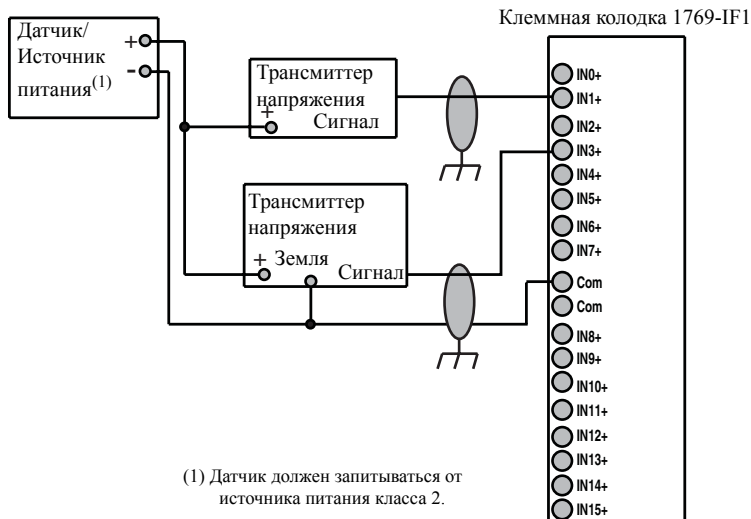 Клеммная колодка 1769-IF1
Датчик/
Источник
питания(1)
+
-
Трансмиттер
напряжения
+
Сигнал
Трансмиттер
напряжения
+ Земля
Сигнал
IN0+
IN1+
IN2+
IN3+
IN4+
IN5+
IN6+
IN7+
Com
Com
IN8+
IN9+
IN10+
IN11+
IN12+
IN13+
IN14+
IN15+
(1) Датчик должен запитываться от
источника питания класса 2.